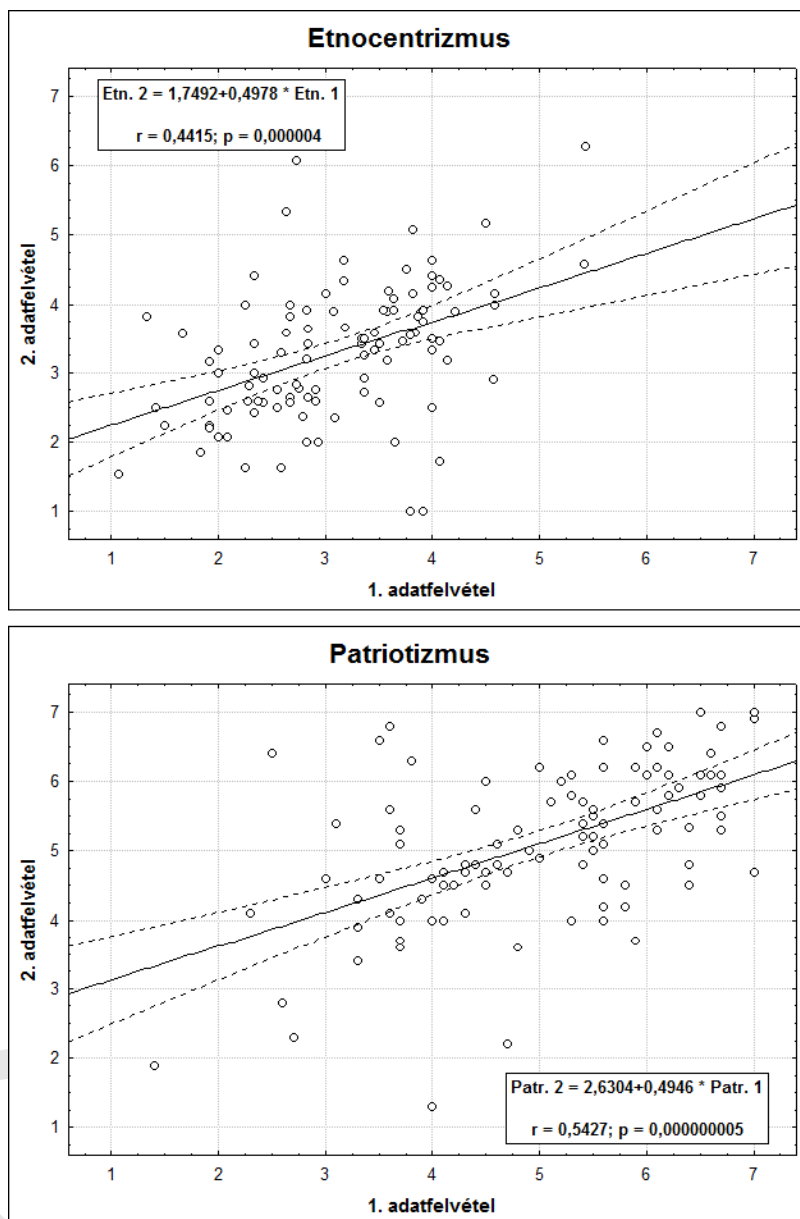 Etnocentrizmus
Etn. 2 = 1,7492+0,4978 * Etn. 1
r = 0,4415; p = 0,000004
7
6
5
4
3
2
1
2. adatfelvétel
1 2 3 4 5 6 7
1. adatfelvétel
Patriotizmus
7
6
5
4
3
2
1
2. adatfelvétel
Patr. 2 = 2,6304+0,4946 * Patr. 1
r = 0,5427; p = 0,000000005
1 2 3 4 5 6 7
1. adatfelvétel